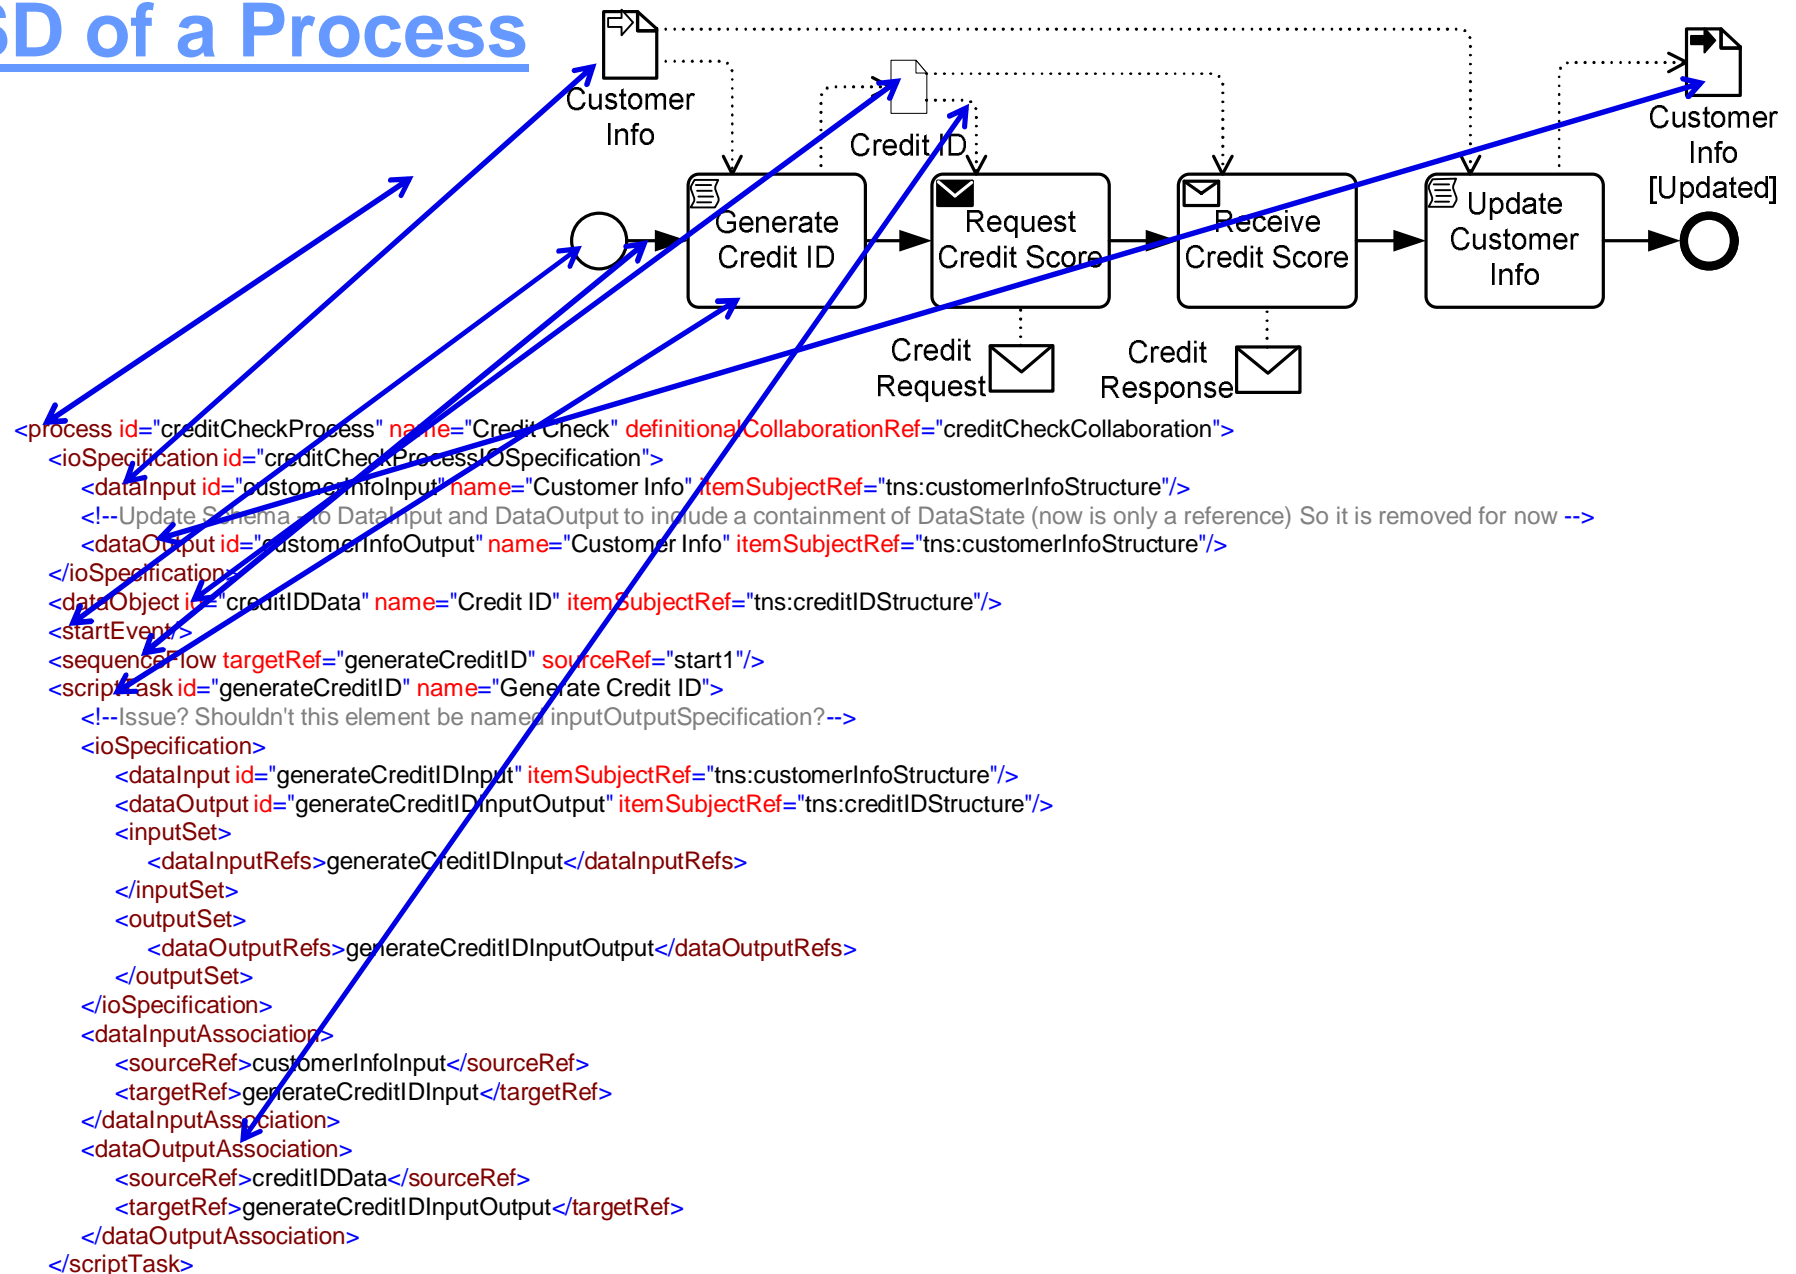 SD of a Process
Customer
Info
Credit ID
Customer
Info
[Updated]
Generate
Credit ID
Request
Credit Score
Receive
Credit Score
Update
Customer
Info
Credit
Request
Credit
Response
<process id="creditCheckProcess" name="Credit Check" definitionalCollaborationRef="creditCheckCollaboration">
<ioSpecification id="creditCheckProcessIOSpecification">
<dataInput id="customerInfoInput" name="Customer Info" itemSubjectRef="tns:customerInfoStructure"/>
<!--Update Schema - to DataInput and DataOutput to include a containment of DataState (now is only a reference) So it is removed for now -->
<dataOutput id="customerInfoOutput" name="Customer Info" itemSubjectRef="tns:customerInfoStructure"/>
</ioSpecification>
<dataObject id="creditIDData" name="Credit ID" itemSubjectRef="tns:creditIDStructure"/>
<startEvent/>
<sequenceFlow targetRef="generateCreditID" sourceRef="start1"/>
<scriptTask id="generateCreditID" name="Generate Credit ID">
<!--Issue? Shouldn't this element be named inputOutputSpecification?-->
<ioSpecification>
<dataInput id="generateCreditIDInput" itemSubjectRef="tns:customerInfoStructure"/>
<dataOutput id="generateCreditIDInputOutput" itemSubjectRef="tns:creditIDStructure"/>
<inputSet>
<dataInputRefs>generateCreditIDInput</dataInputRefs>
</inputSet>
<outputSet>
<dataOutputRefs>generateCreditIDInputOutput</dataOutputRefs>
</outputSet>
</ioSpecification>
<dataInputAssociation>
<sourceRef>customerInfoInput</sourceRef>
<targetRef>generateCreditIDInput</targetRef>
</dataInputAssociation>
<dataOutputAssociation>
<sourceRef>creditIDData</sourceRef>
<targetRef>generateCreditIDInputOutput</targetRef>
</dataOutputAssociation>
</scriptTask>